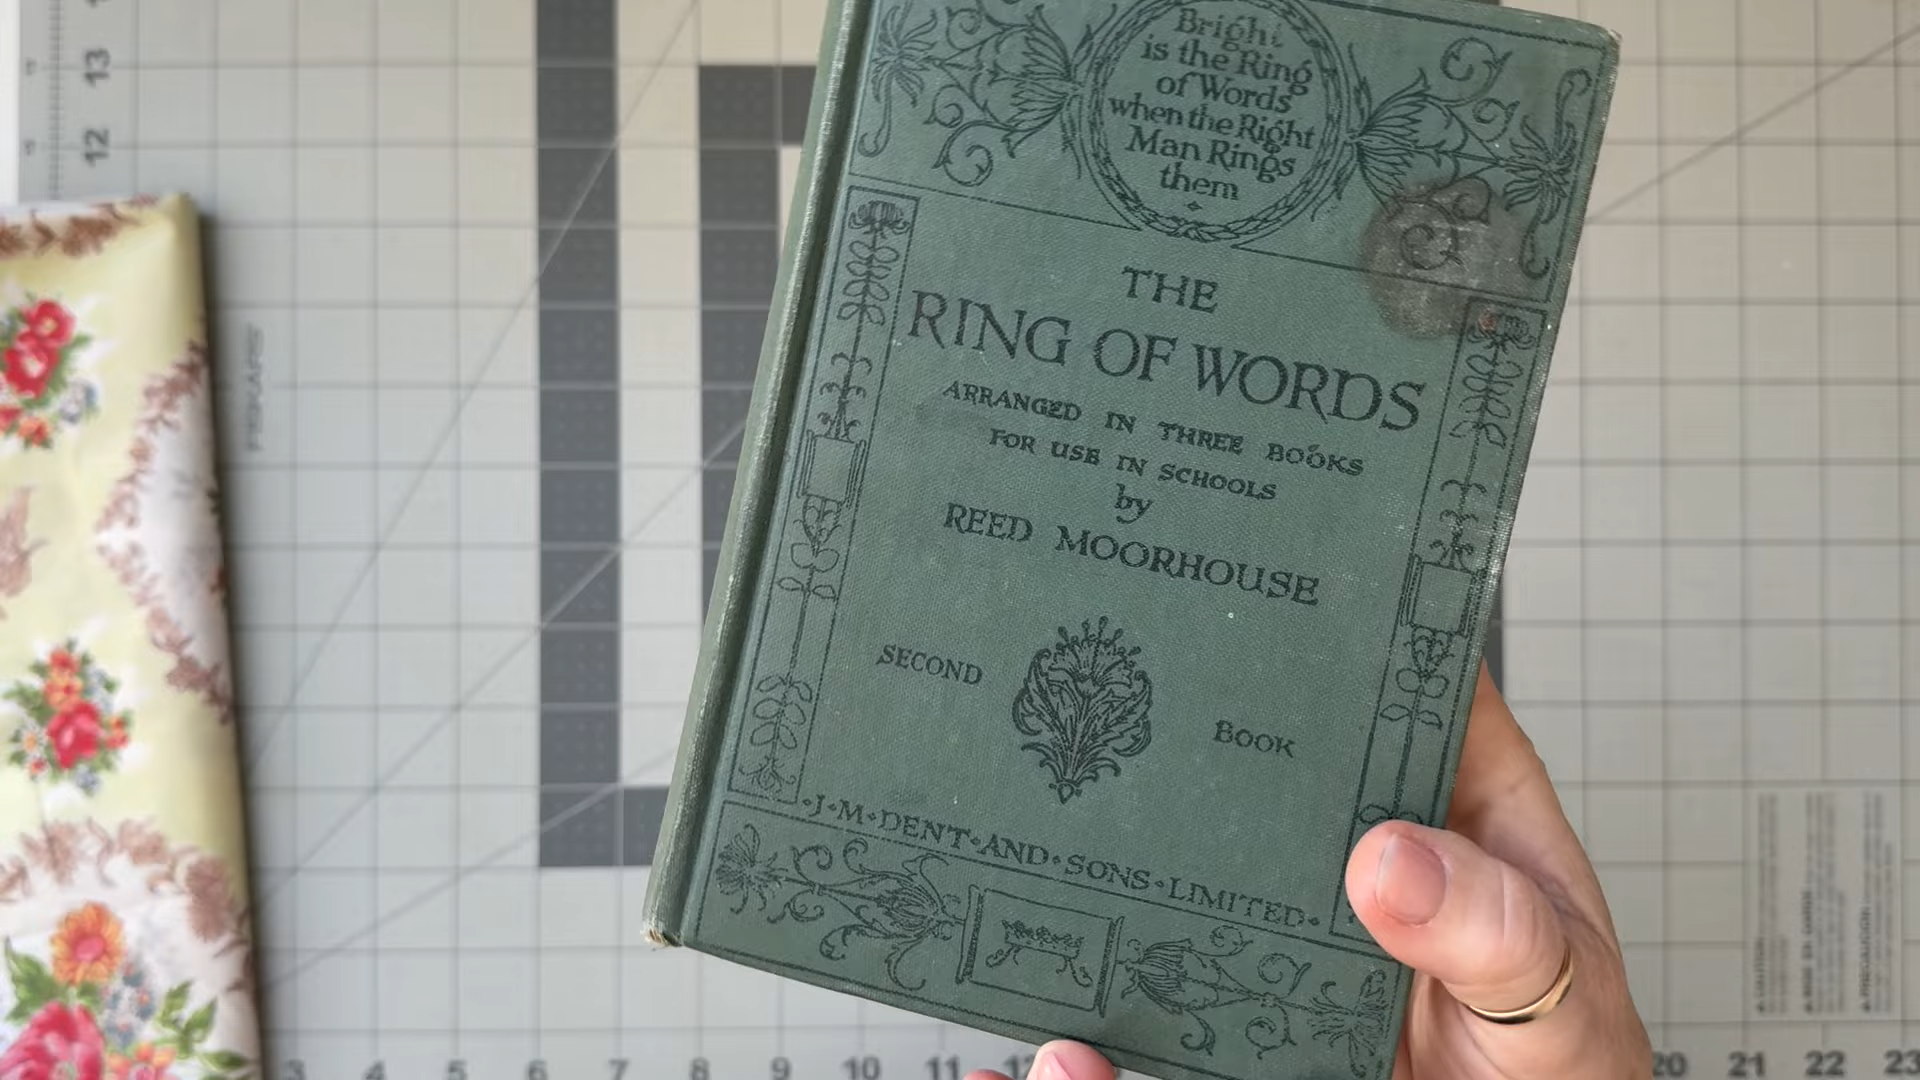 Bright
is the Ring
of Words
when the Right
Man Rings
them
THE
RING OF WORDS
ARRANGED IN THREE BOOKS
FOR USE IN SCHOOLS
by
REED MOORHOUSE
SECOND BOOK
·J·M·DENT·AND·SONS·LIMITED·
13
12
FISKARS
3 4 5 6 7 8 9 10 11 12 20 21 22 23